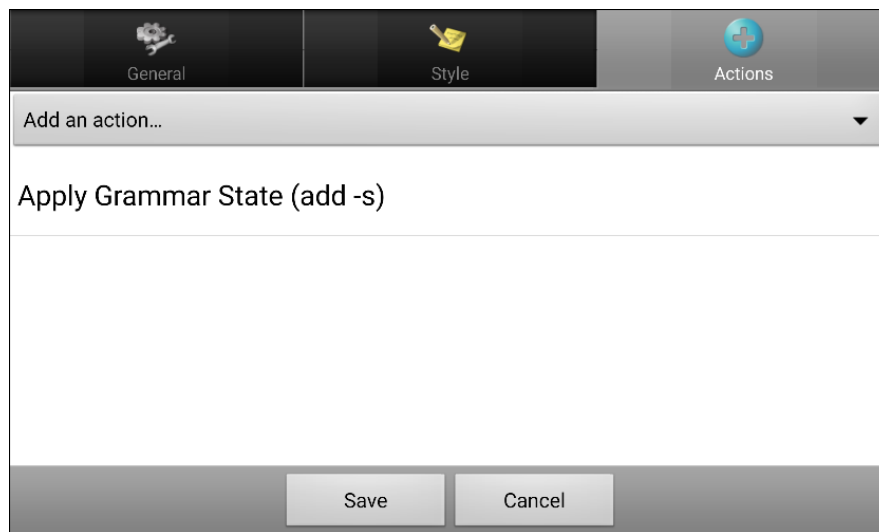 General Style Actions
Add an action...
Apply Grammar State (add -s)
Save Cancel